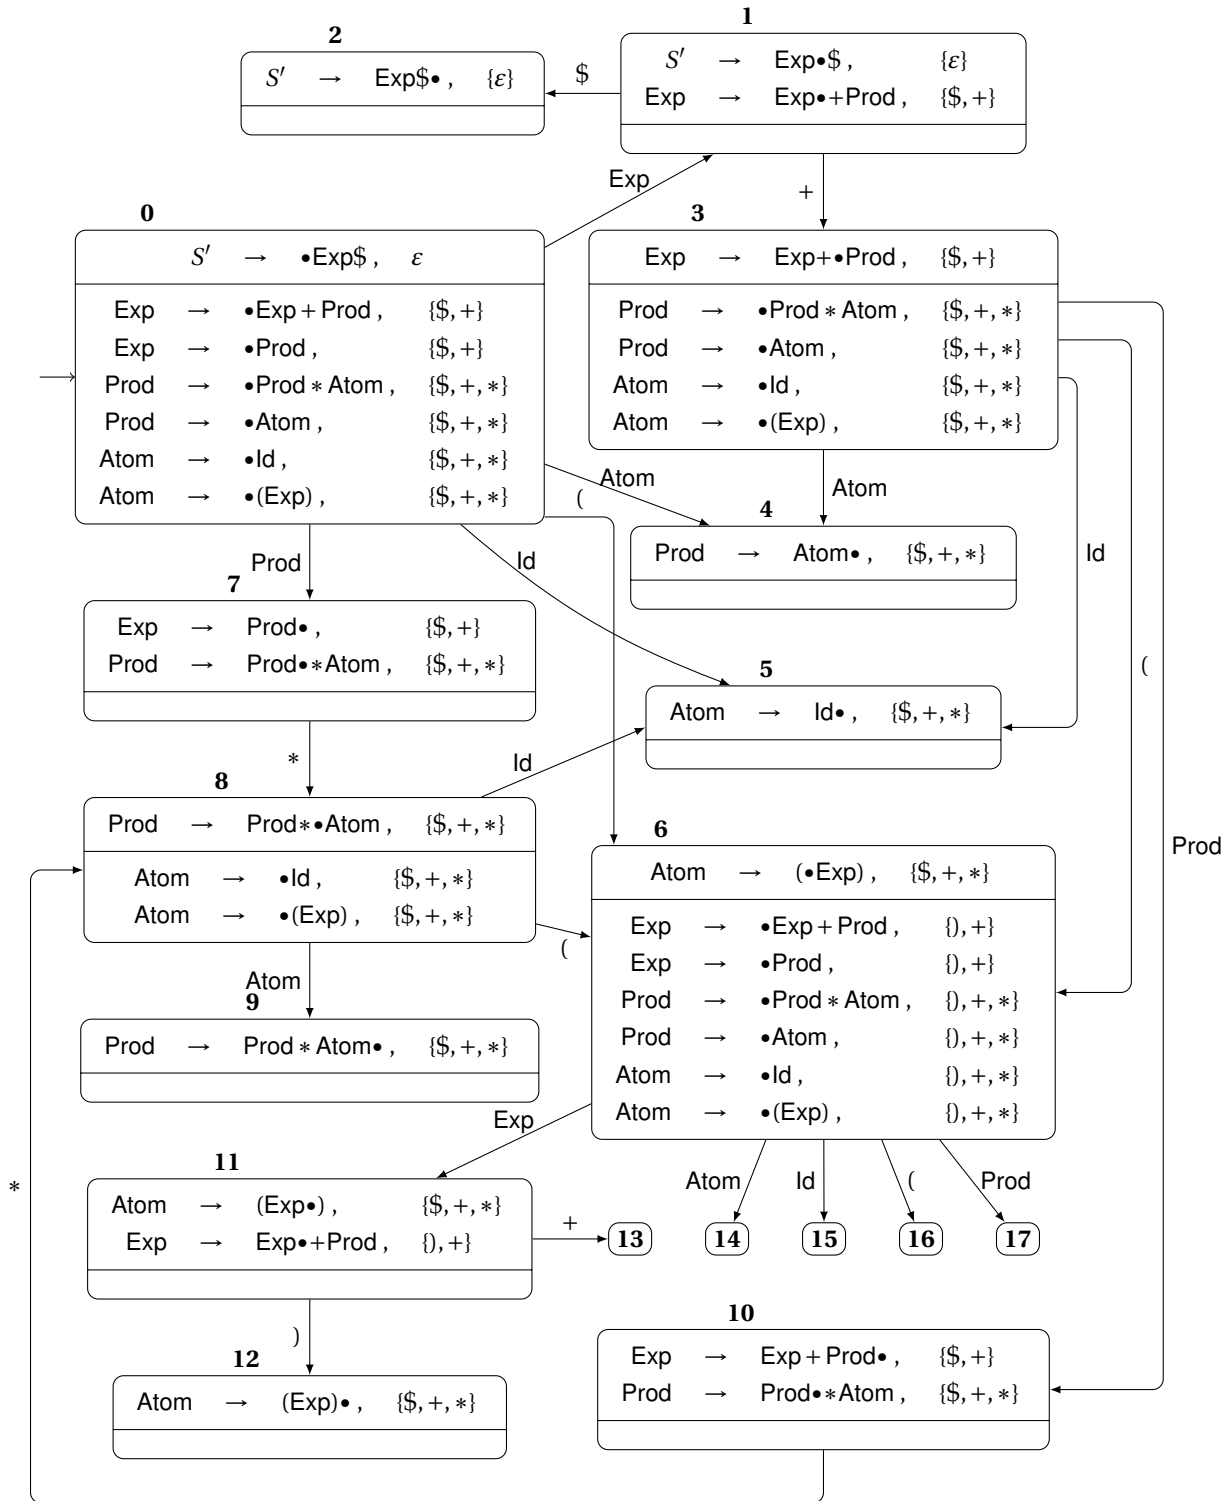 1
S′ → Exp•$ , {ε}
Exp → Exp•+Prod , {$,+}
2
S′ → Exp$• , {ε}
$
Exp
+
0
S′ → •Exp$ , ε
Exp → •Exp + Prod , {$,+}
Exp → •Prod , {$,+}
Prod → •Prod ∗ Atom , {$,+,∗}
Prod → •Atom , {$,+,∗}
Atom → •Id , {$,+,∗}
Atom → •(Exp) , {$,+,∗}
3
Exp → Exp+•Prod , {$,+}
Prod → •Prod ∗ Atom , {$,+,∗}
Prod → •Atom , {$,+,∗}
Atom → •Id , {$,+,∗}
Atom → •(Exp) , {$,+,∗}
Atom
(
Atom
4
Prod → Atom• , {$,+,∗}
Prod
Id
Id
7
Exp → Prod• , {$,+}
Prod → Prod•∗Atom , {$,+,∗}
(
5
Atom → Id• , {$,+,∗}
∗
Id
8
Prod → Prod∗•Atom , {$,+,∗}
Atom → •Id , {$,+,∗}
Atom → •(Exp) , {$,+,∗}
Prod
6
Atom → (•Exp) , {$,+,∗}
Exp → •Exp + Prod , {),+}
Exp → •Prod , {),+}
Prod → •Prod ∗ Atom , {),+,∗}
Prod → •Atom , {),+,∗}
Atom → •Id , {),+,∗}
Atom → •(Exp) , {),+,∗}
(
Atom
9
Prod → Prod ∗ Atom• , {$,+,∗}
Exp
11
Atom → (Exp•) , {$,+,∗}
Exp → Exp•+Prod , {),+}
∗
+
Atom
Id
(
Prod
13
14
15
16
17
)
12
Atom → (Exp)• , {$,+,∗}
10
Exp → Exp + Prod• , {$,+}
Prod → Prod•∗Atom , {$,+,∗}